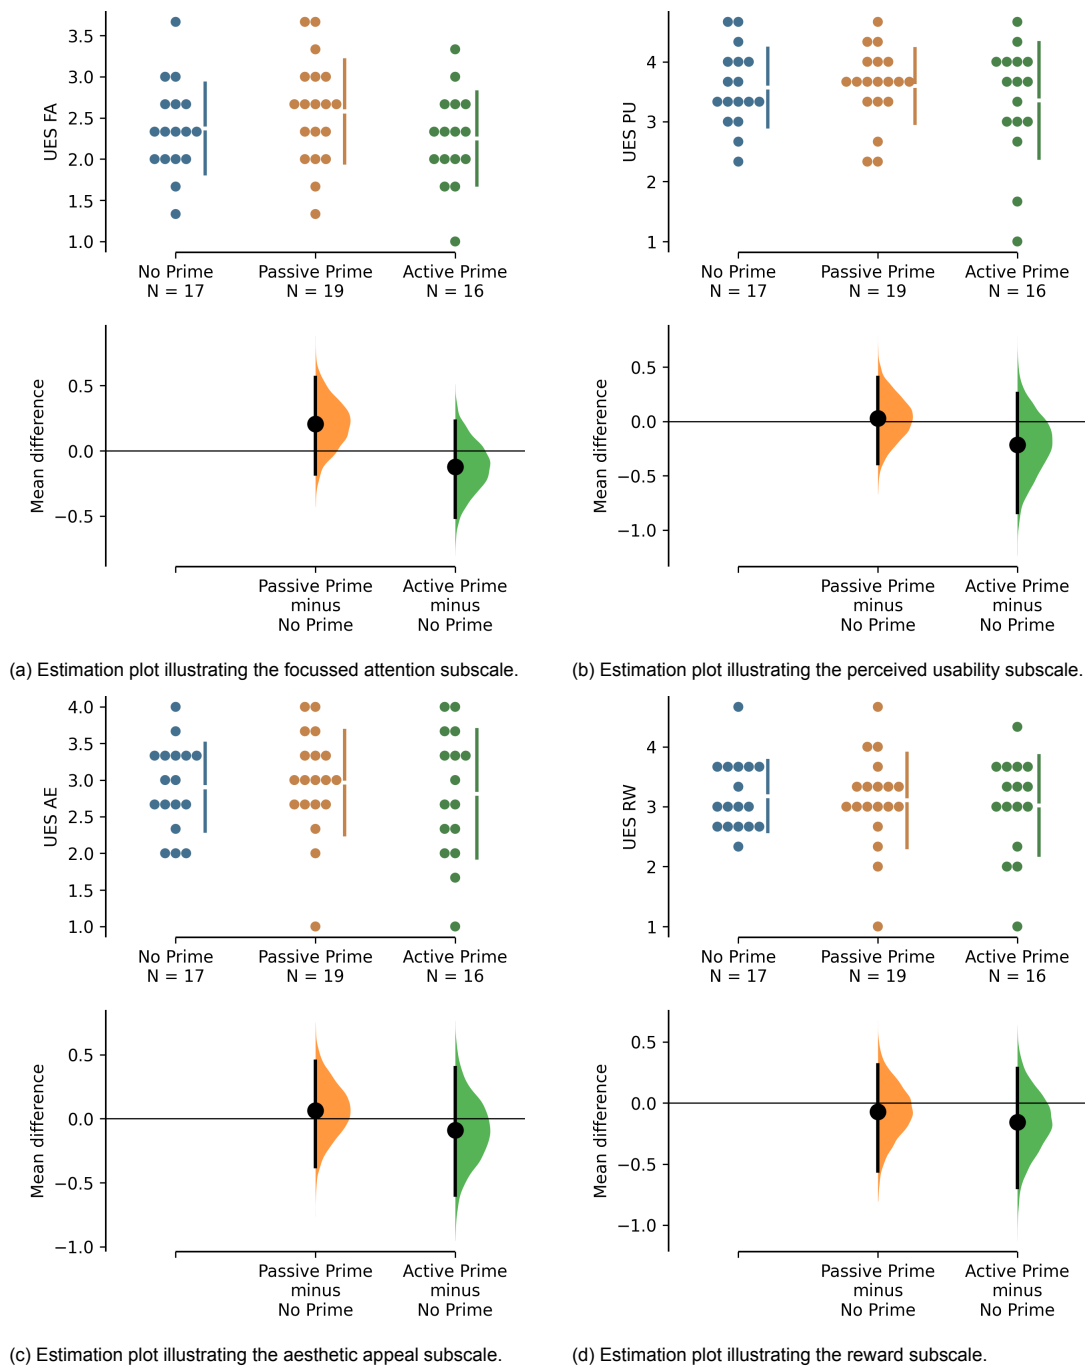 UES FA
3.5
3.0
2.5
2.0
1.5
1.0
No Prime
N = 17
Passive Prime
N = 19
Active Prime
N = 16
Mean difference
0.5
0.0
−0.5
Passive Prime
minus
No Prime
Active Prime
minus
No Prime
(a) Estimation plot illustrating the focussed attention subscale.
UES PU
4
3
2
1
No Prime
N = 17
Passive Prime
N = 19
Active Prime
N = 16
Mean difference
0.5
0.0
−0.5
−1.0
Passive Prime
minus
No Prime
Active Prime
minus
No Prime
(b) Estimation plot illustrating the perceived usability subscale.
UES AE
4.0
3.5
3.0
2.5
2.0
1.5
1.0
No Prime
N = 17
Passive Prime
N = 19
Active Prime
N = 16
Mean difference
0.5
0.0
−0.5
−1.0
Passive Prime
minus
No Prime
Active Prime
minus
No Prime
(c) Estimation plot illustrating the aesthetic appeal subscale.
UES RW
4
3
2
1
No Prime
N = 17
Passive Prime
N = 19
Active Prime
N = 16
Mean difference
0.5
0.0
−0.5
−1.0
Passive Prime
minus
No Prime
Active Prime
minus
No Prime
(d) Estimation plot illustrating the reward subscale.